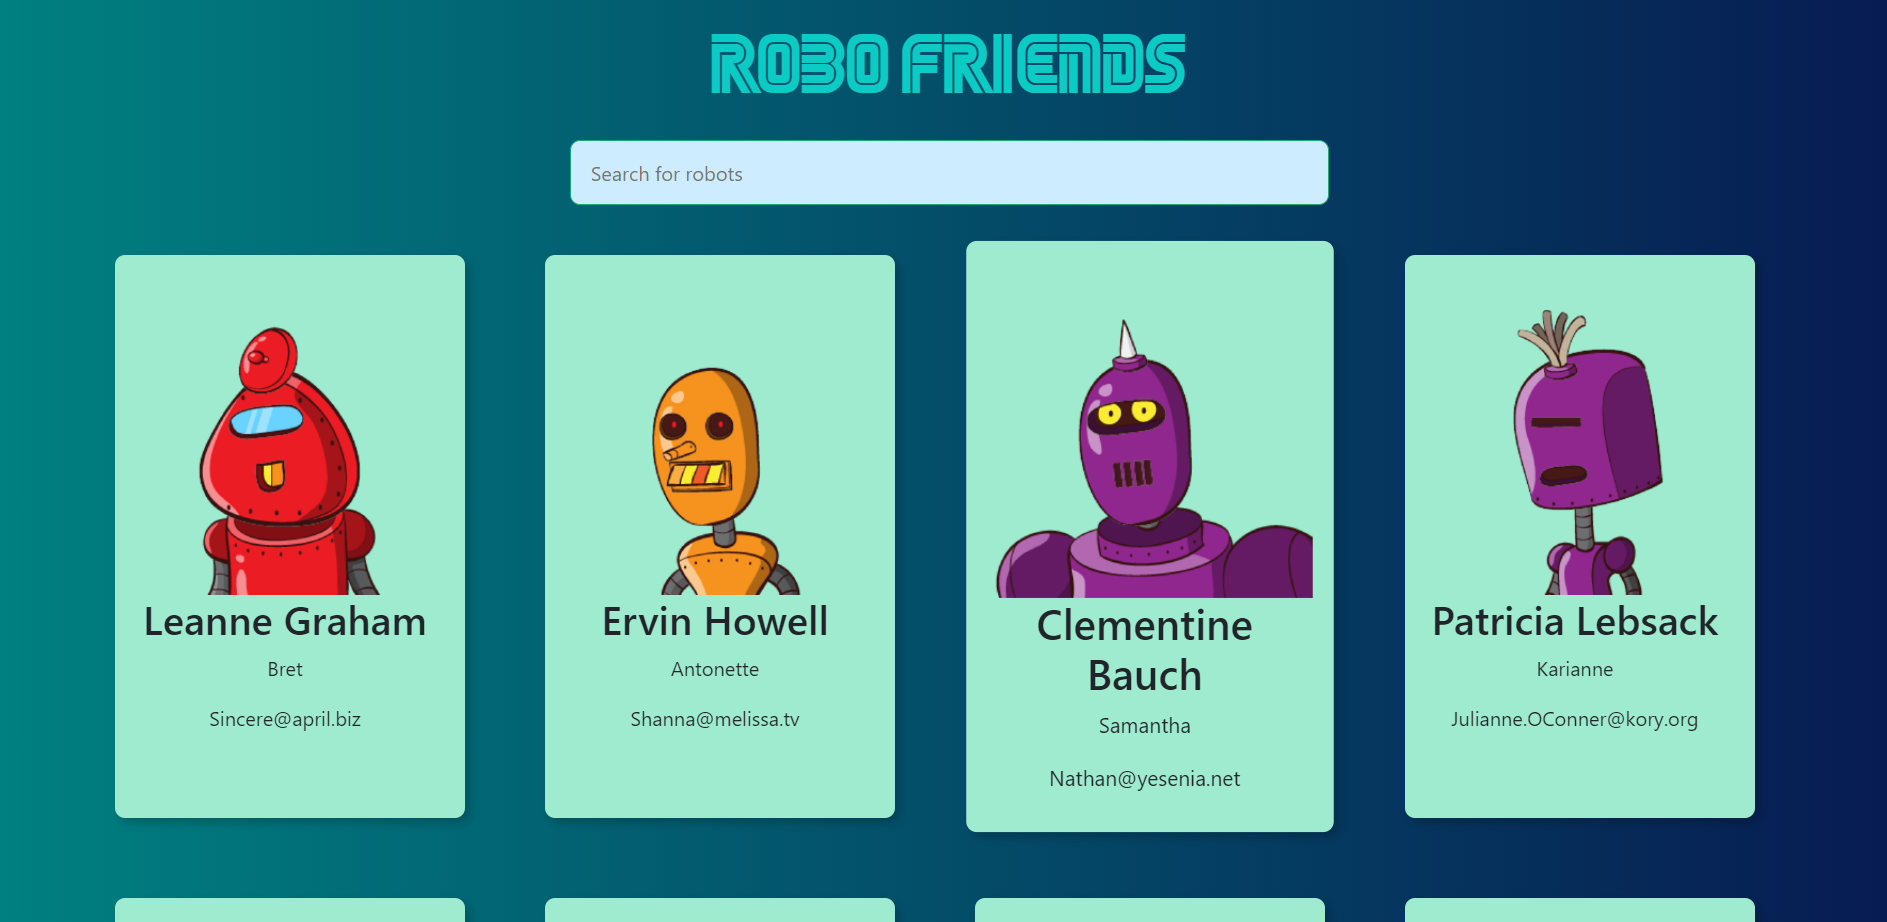 ROBO FRIENDS
Search for robots
Leanne Graham
Bret
Sincere@april.biz
Ervin Howell
Antonette
Shanna@melissa.tv
Clementine
Bauch
Samantha
Nathan@yesenia.net
Patricia Lebsack
Karianne
Julianne.OConner@kory.org